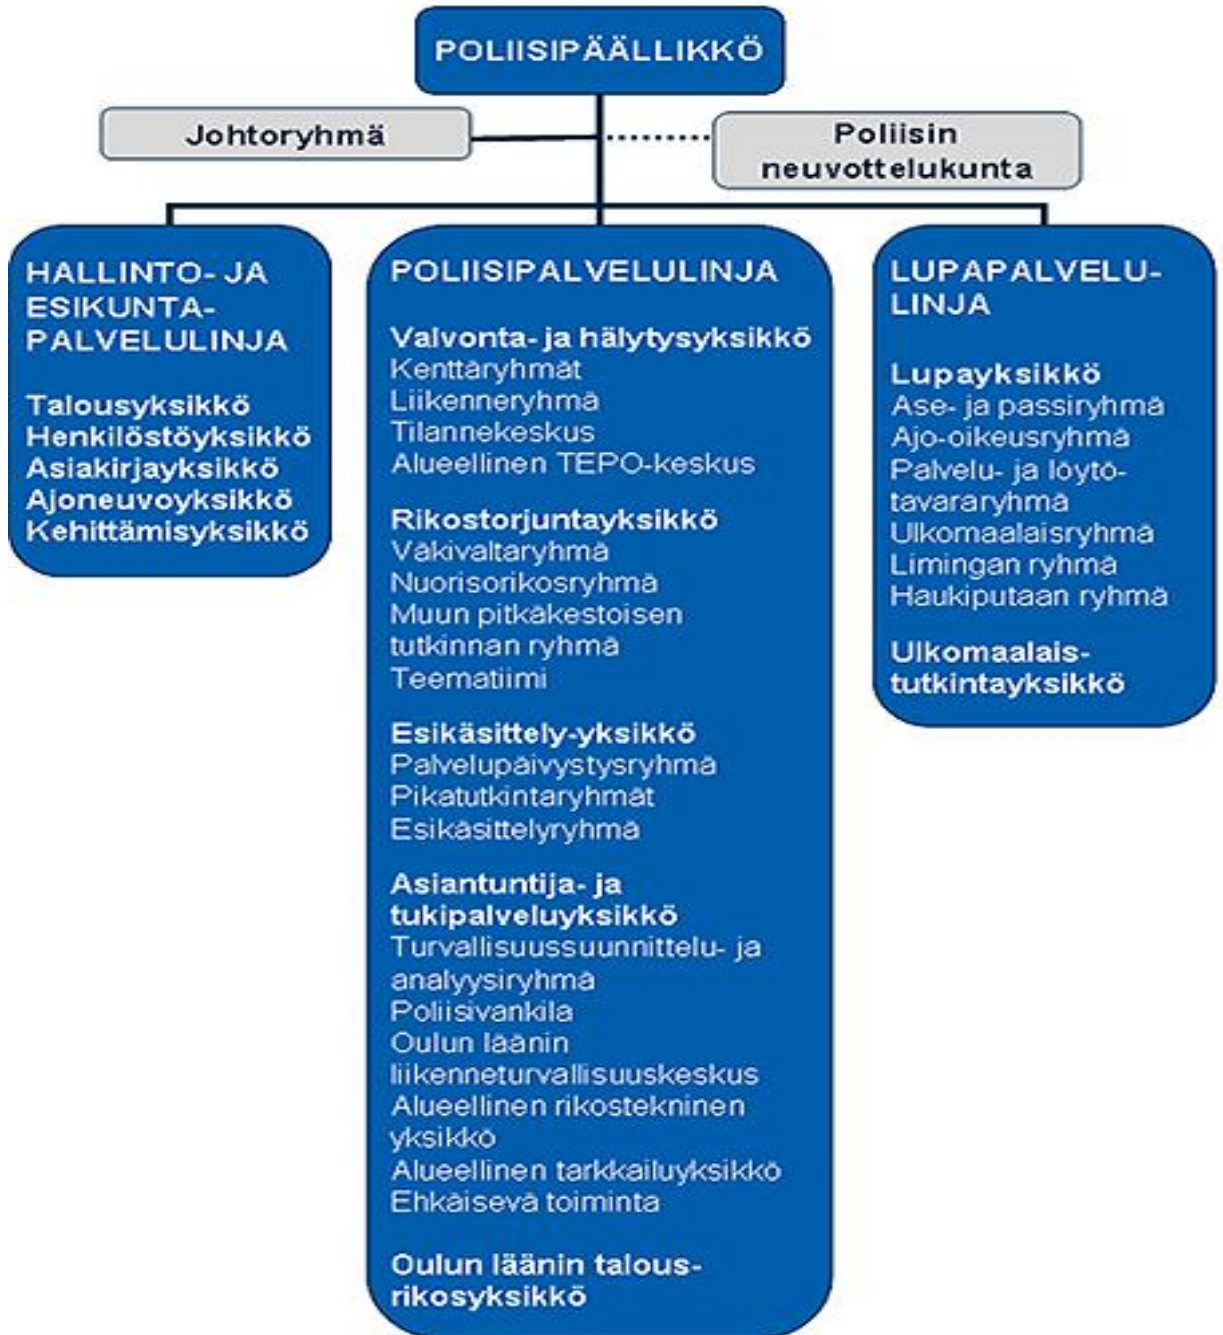 POLIISIPÄÄLLIKKÖ
Johtoryhmä
Poliisin
neuvottelukunta
HALLINTO- JA
ESIKUNTA-
PALVELULINJA
Talousyksikkö
Henkilöstöyksikkö
Asiakirjayksikkö
Ajoneuvoyksikkö
Kehittämisyksikkö
POLIISIPALVELULINJA
Valvonta- ja hälytysyksikkö
Kenttäryhmät
Liikenneryhmä
Tilannekeskus
Alueellinen TEPO-keskus
Rikostorjuntayksikkö
Väkivaltaryhmä
Nuorisorikosryhmä
Muun pitkäkestoisen
tutkinnan ryhmä
Teematiimi
Esikäsittely-yksikkö
Palvelupäivystysryhmä
Pikatutkintaryhmät
Esikäsittelyryhmä
Asiantuntija- ja
tukipalveluyksikkö
Turvallisuussuunnittelu- ja
analyysiryhmä
Poliisivankila
Oulun läänin
liikenneturvallisuuskeskus
Alueellinen rikostekninen
yksikkö
Alueellinen tarkkailuyksikkö
Ehkäisevä toiminta
Oulun läänin talous-
rikosyksikkö
LUPAPALVELU-
LINJA
Lupayksikkö
Ase- ja passiryhmä
Ajo-oikeusryhmä
Palvelu- ja löytö-
tavararyhmä
Ulkomaalaisryhmä
Limingan ryhmä
Haukiputaan ryhmä
Ulkomaalais-
tutkintayksikkö